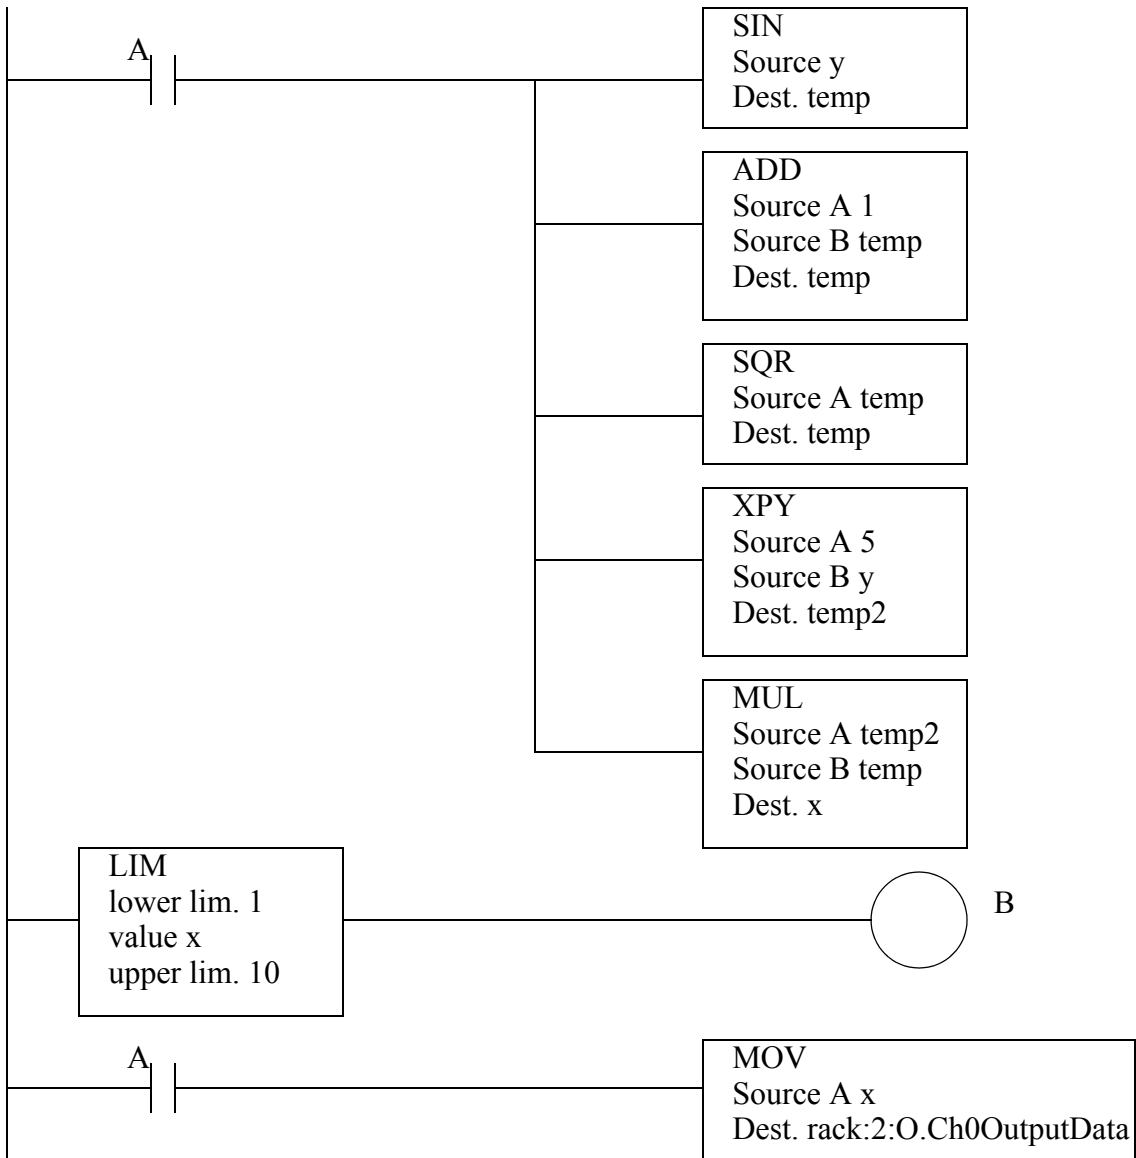 A
SIN
Source y
Dest. temp
ADD
Source A 1
Source B temp
Dest. temp
SQR
Source A temp
Dest. temp
XPY
Source A 5
Source B y
Dest. temp2
MUL
Source A temp2
Source B temp
Dest. x
LIM
lower lim. 1
value x
upper lim. 10
B
A
MOV
Source A x
Dest. rack:2:O.Ch0OutputData